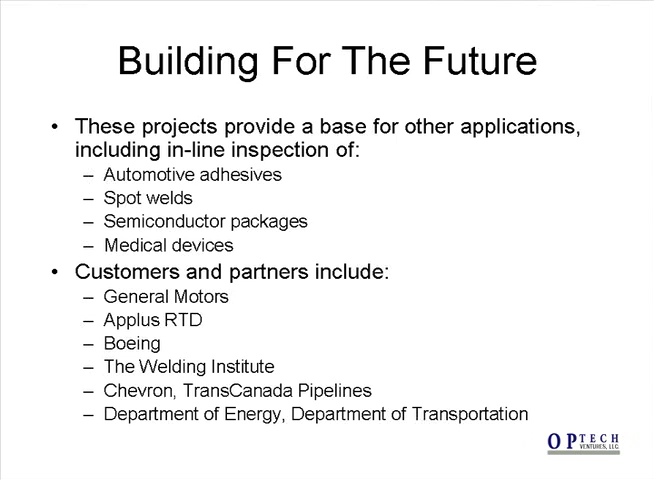 Building For The Future
• These projects provide a base for other applications,
including in-line inspection of:
– Automotive adhesives
– Spot welds
– Semiconductor packages
– Medical devices
• Customers and partners include:
– General Motors
– Applus RTD
– Boeing
– The Welding Institute
– Chevron, TransCanada Pipelines
– Department of Energy, Department of Transportation
OPTECH
VENTURES, LLC